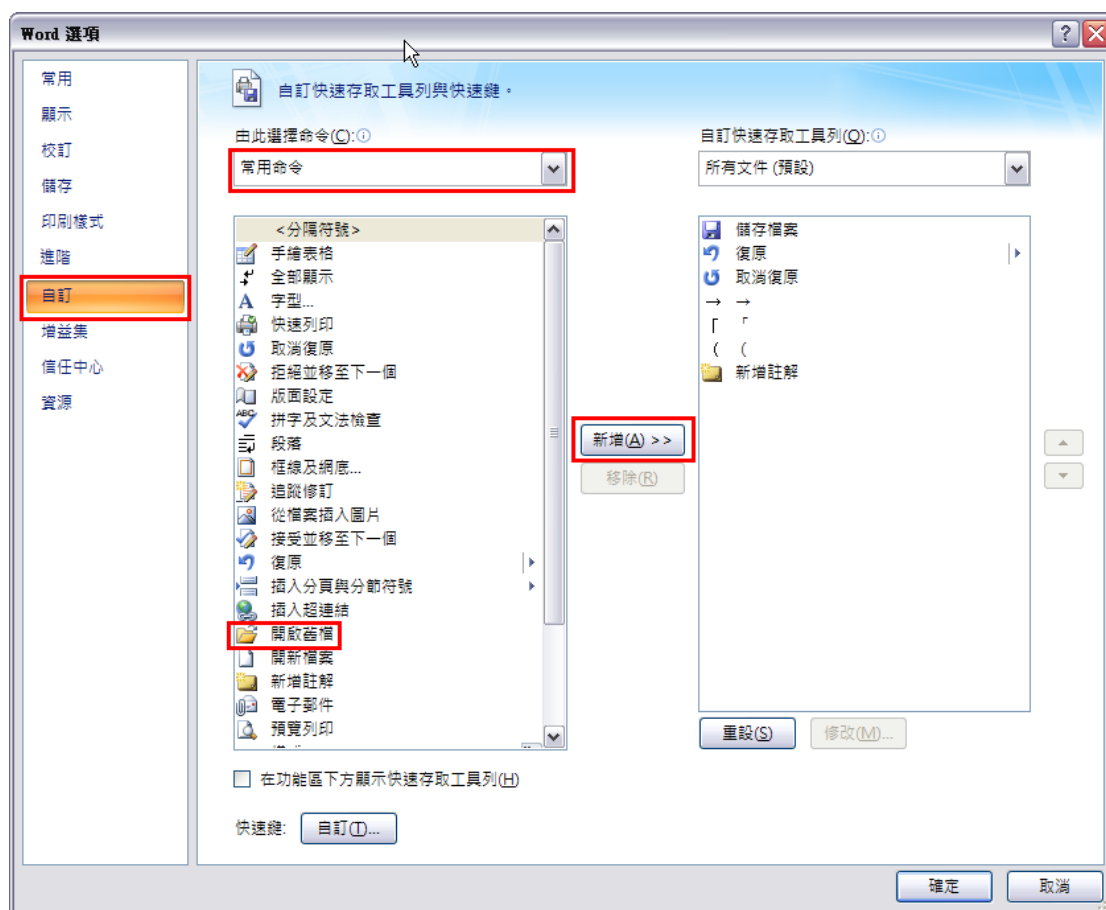 Word 選項
常用
顯示
校訂
儲存
印刷樣式
進階
自訂
增益集
信任中心
資源
自訂快速存取工具列與快速鍵。
由此選擇命令(C):
常用命令
<分隔符號>
手繪表格
全部顯示
字型...
快速列印
取消復原
拒絕並移至下一個
版面設定
拼字及文法檢查
段落
框線及網底...
追蹤修訂
從檔案插入圖片
接受並移至下一個
復原
插入分頁與分節符號
插入超連結
開啟舊檔
開新檔案
新增註解
電子郵件
預覽列印
新增(A) >>
移除(R)
自訂快速存取工具列(Q):
所有文件 (預設)
儲存檔案
復原
取消復原
→ →
「 「
( (
新增註解
重設(S)
修改(M)...
在功能區下方顯示快速存取工具列(H)
快速鍵:
自訂(T)...
確定
取消